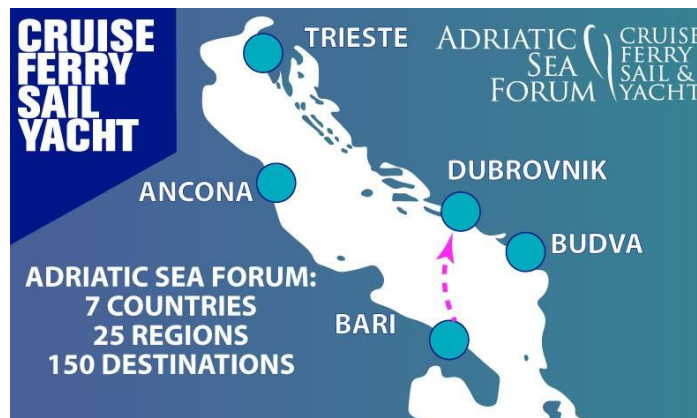 CRUISE
FERRY
SAIL
YACHT
TRIESTE
ADRIATIC
SEA
FORUM
CRUISE
FERRY
SAIL &
YACHT
ANCONA
DUBROVNIK
BUDVA
BARI
ADRIATIC SEA FORUM:
7 COUNTRIES
25 REGIONS
150 DESTINATIONS